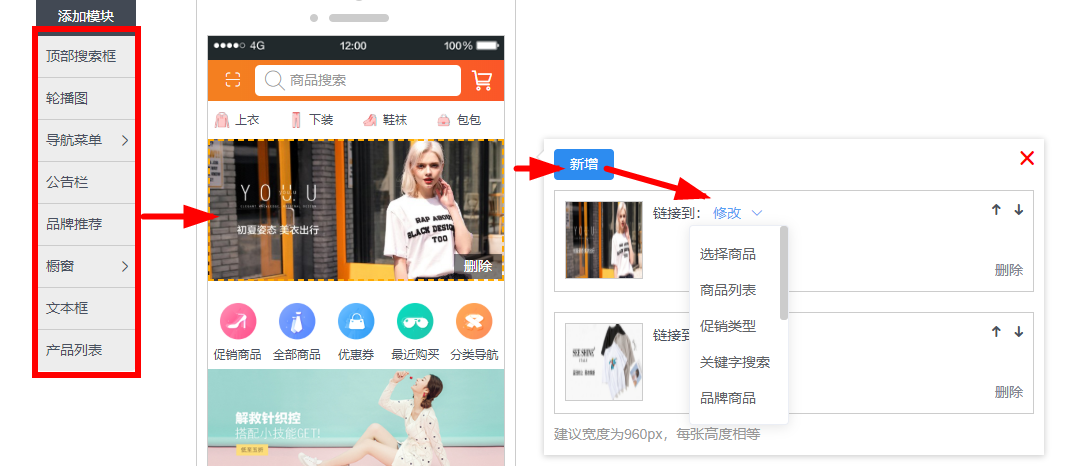 添加模块
顶部搜索框
轮播图
导航菜单
公告栏
品牌推荐
橱窗
文本框
产品列表
4G 12:00 100%
商品搜索
上衣 下装 鞋袜 包包
YOUU
初夏姿态 美衣出行
RAP ABOUT
BLACK DESIGN
TOO
删除
促销商品 全部商品 优惠券 最近购买 分类导航
解救针织控
搭配小技能GET!
新增
链接到： 修改
选择商品
商品列表
促销类型
关键字搜索
品牌商品
删除
SEE SHINE
链接到
删除
建议宽度为960px，每张高度相等